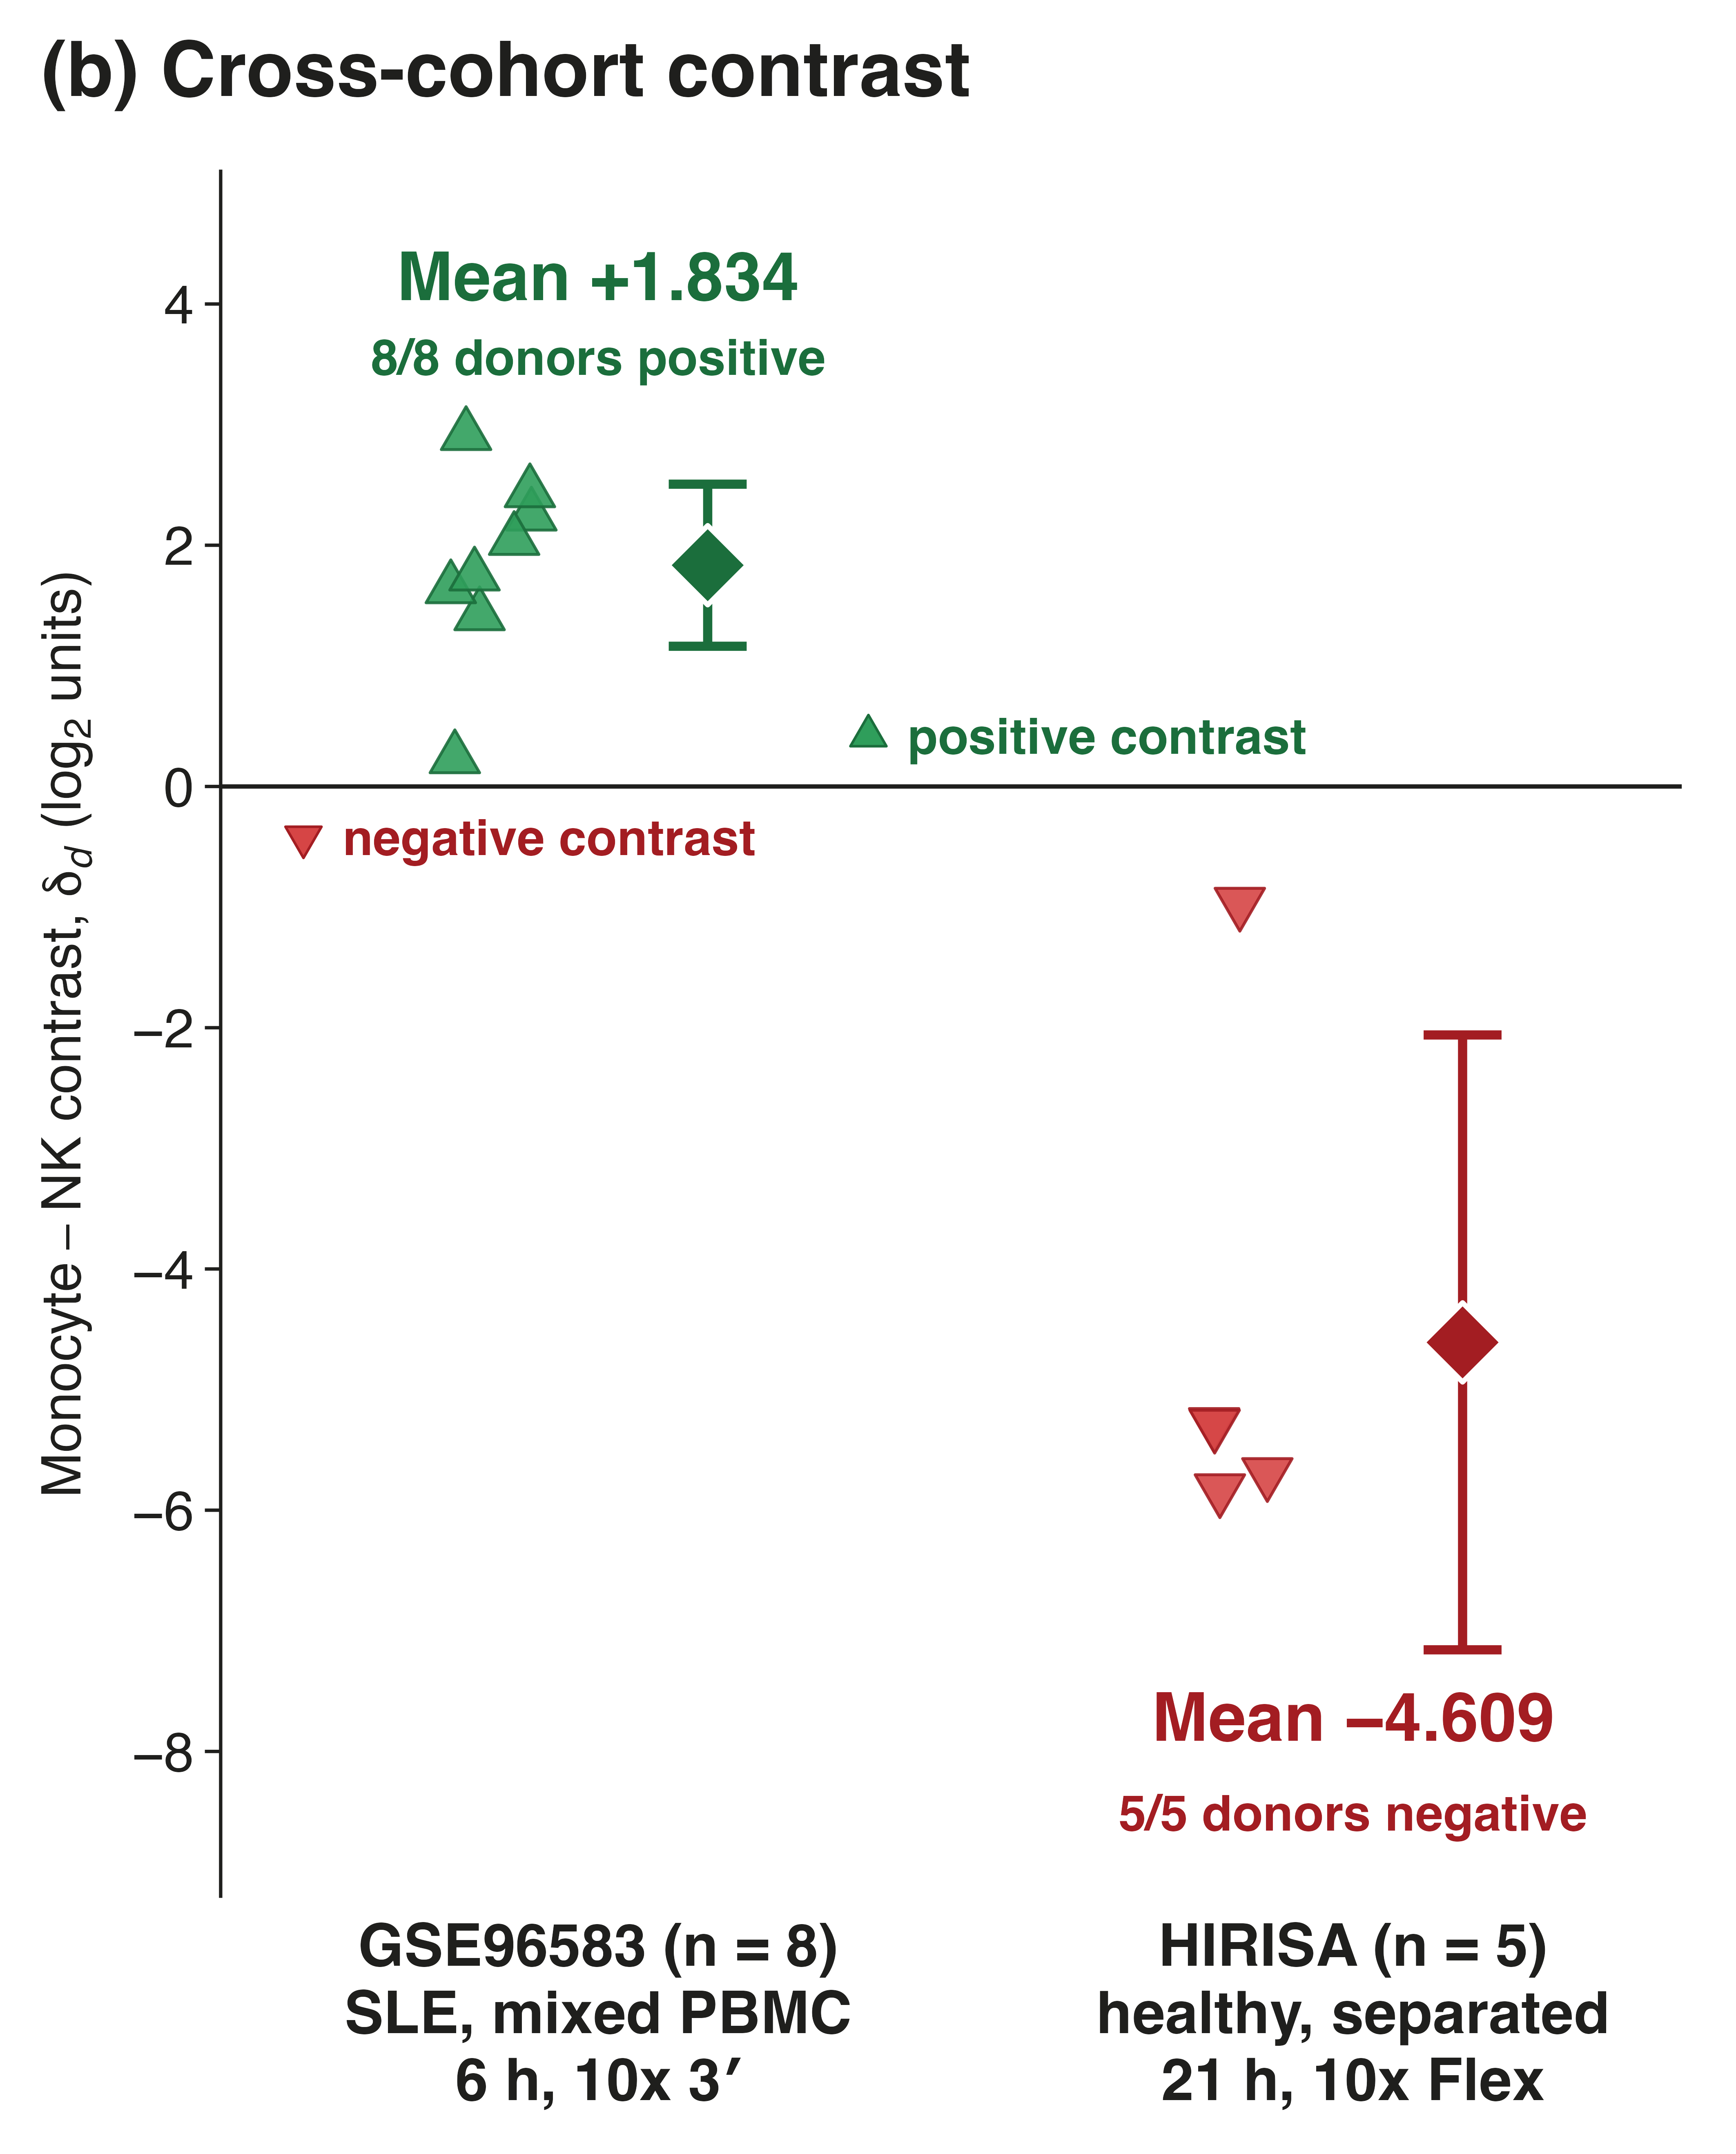 (b) Cross-cohort contrast
Mean +1.834
8/8 donors positive
4
2
0
−2
−4
−6
−8
Monocyte – NK contrast, δd (log2 units)
positive contrast
negative contrast
Mean −4.609
5/5 donors negative
GSE96583 (n = 8)
SLE, mixed PBMC
6 h, 10x 3′
HIRISA (n = 5)
healthy, separated
21 h, 10x Flex